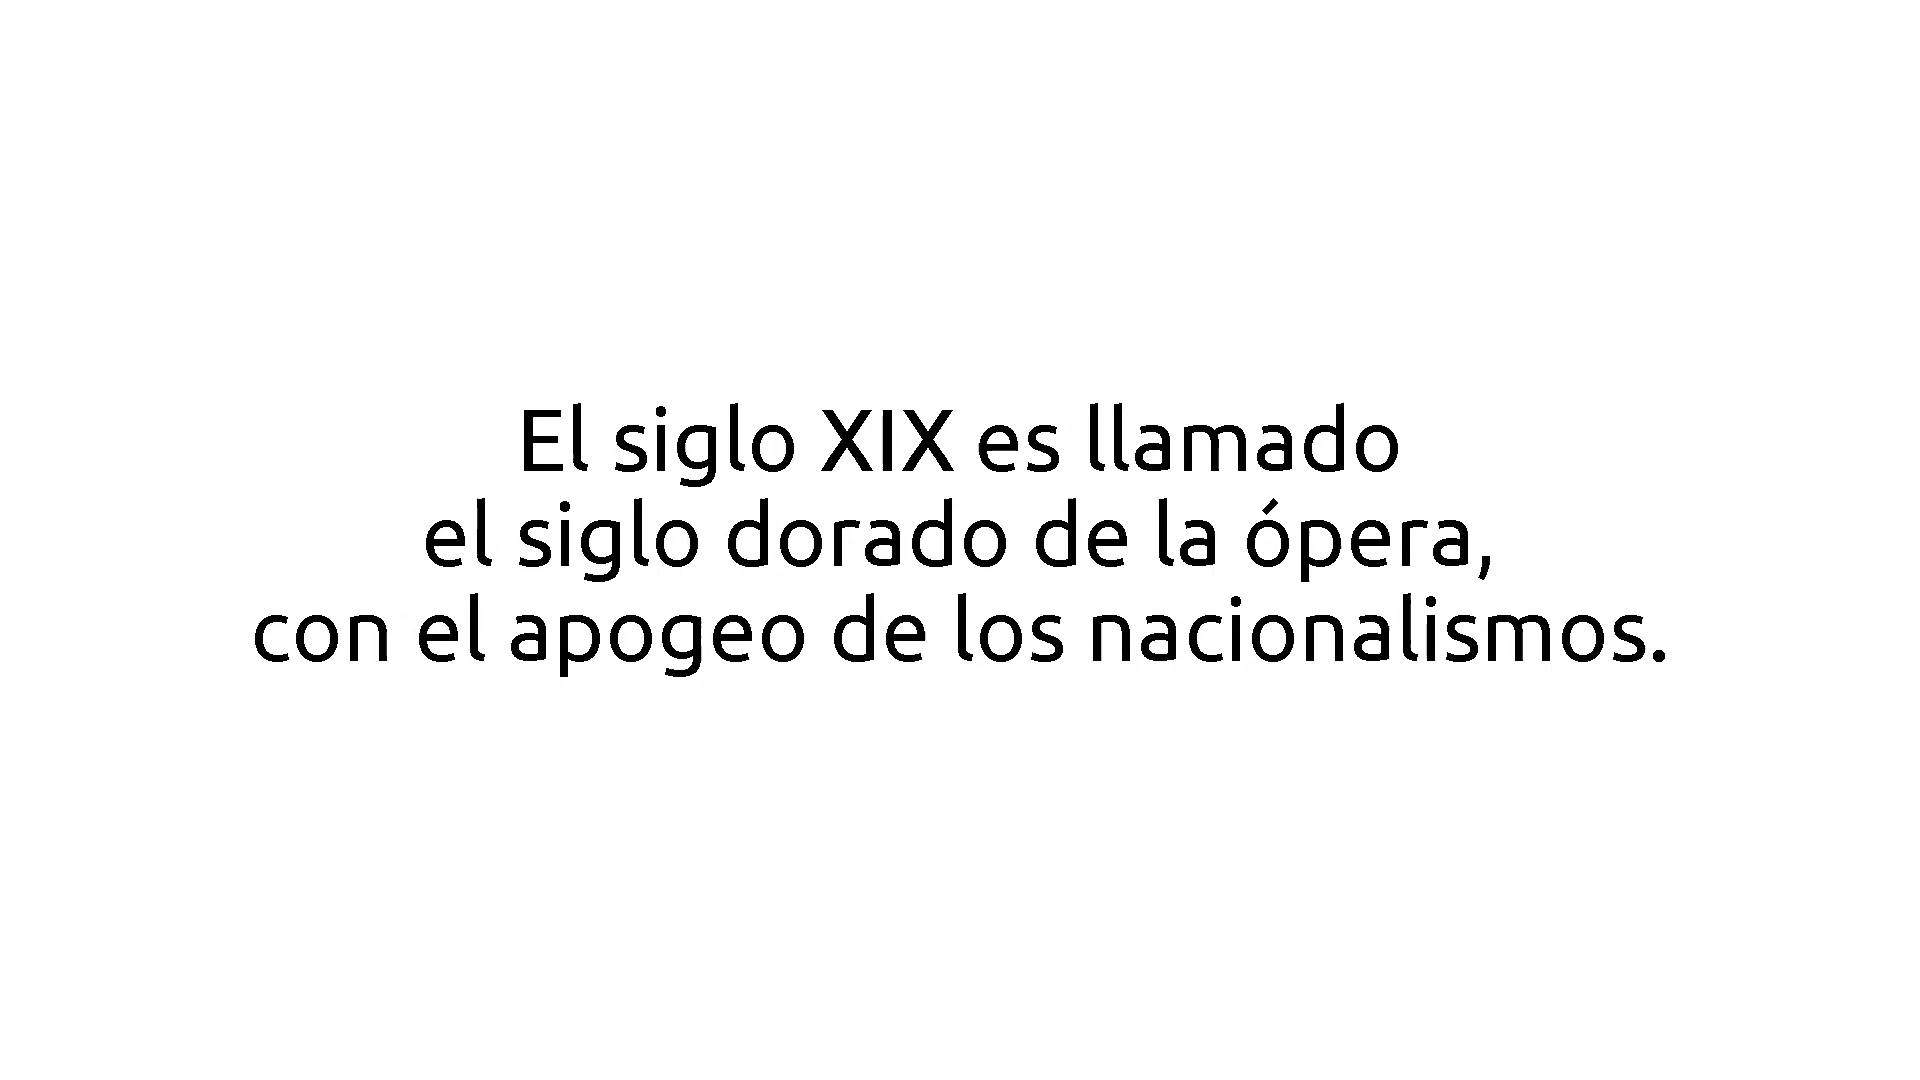 El siglo XIX es llamado
el siglo dorado de la ópera,
con el apogeo de los nacionalismos.